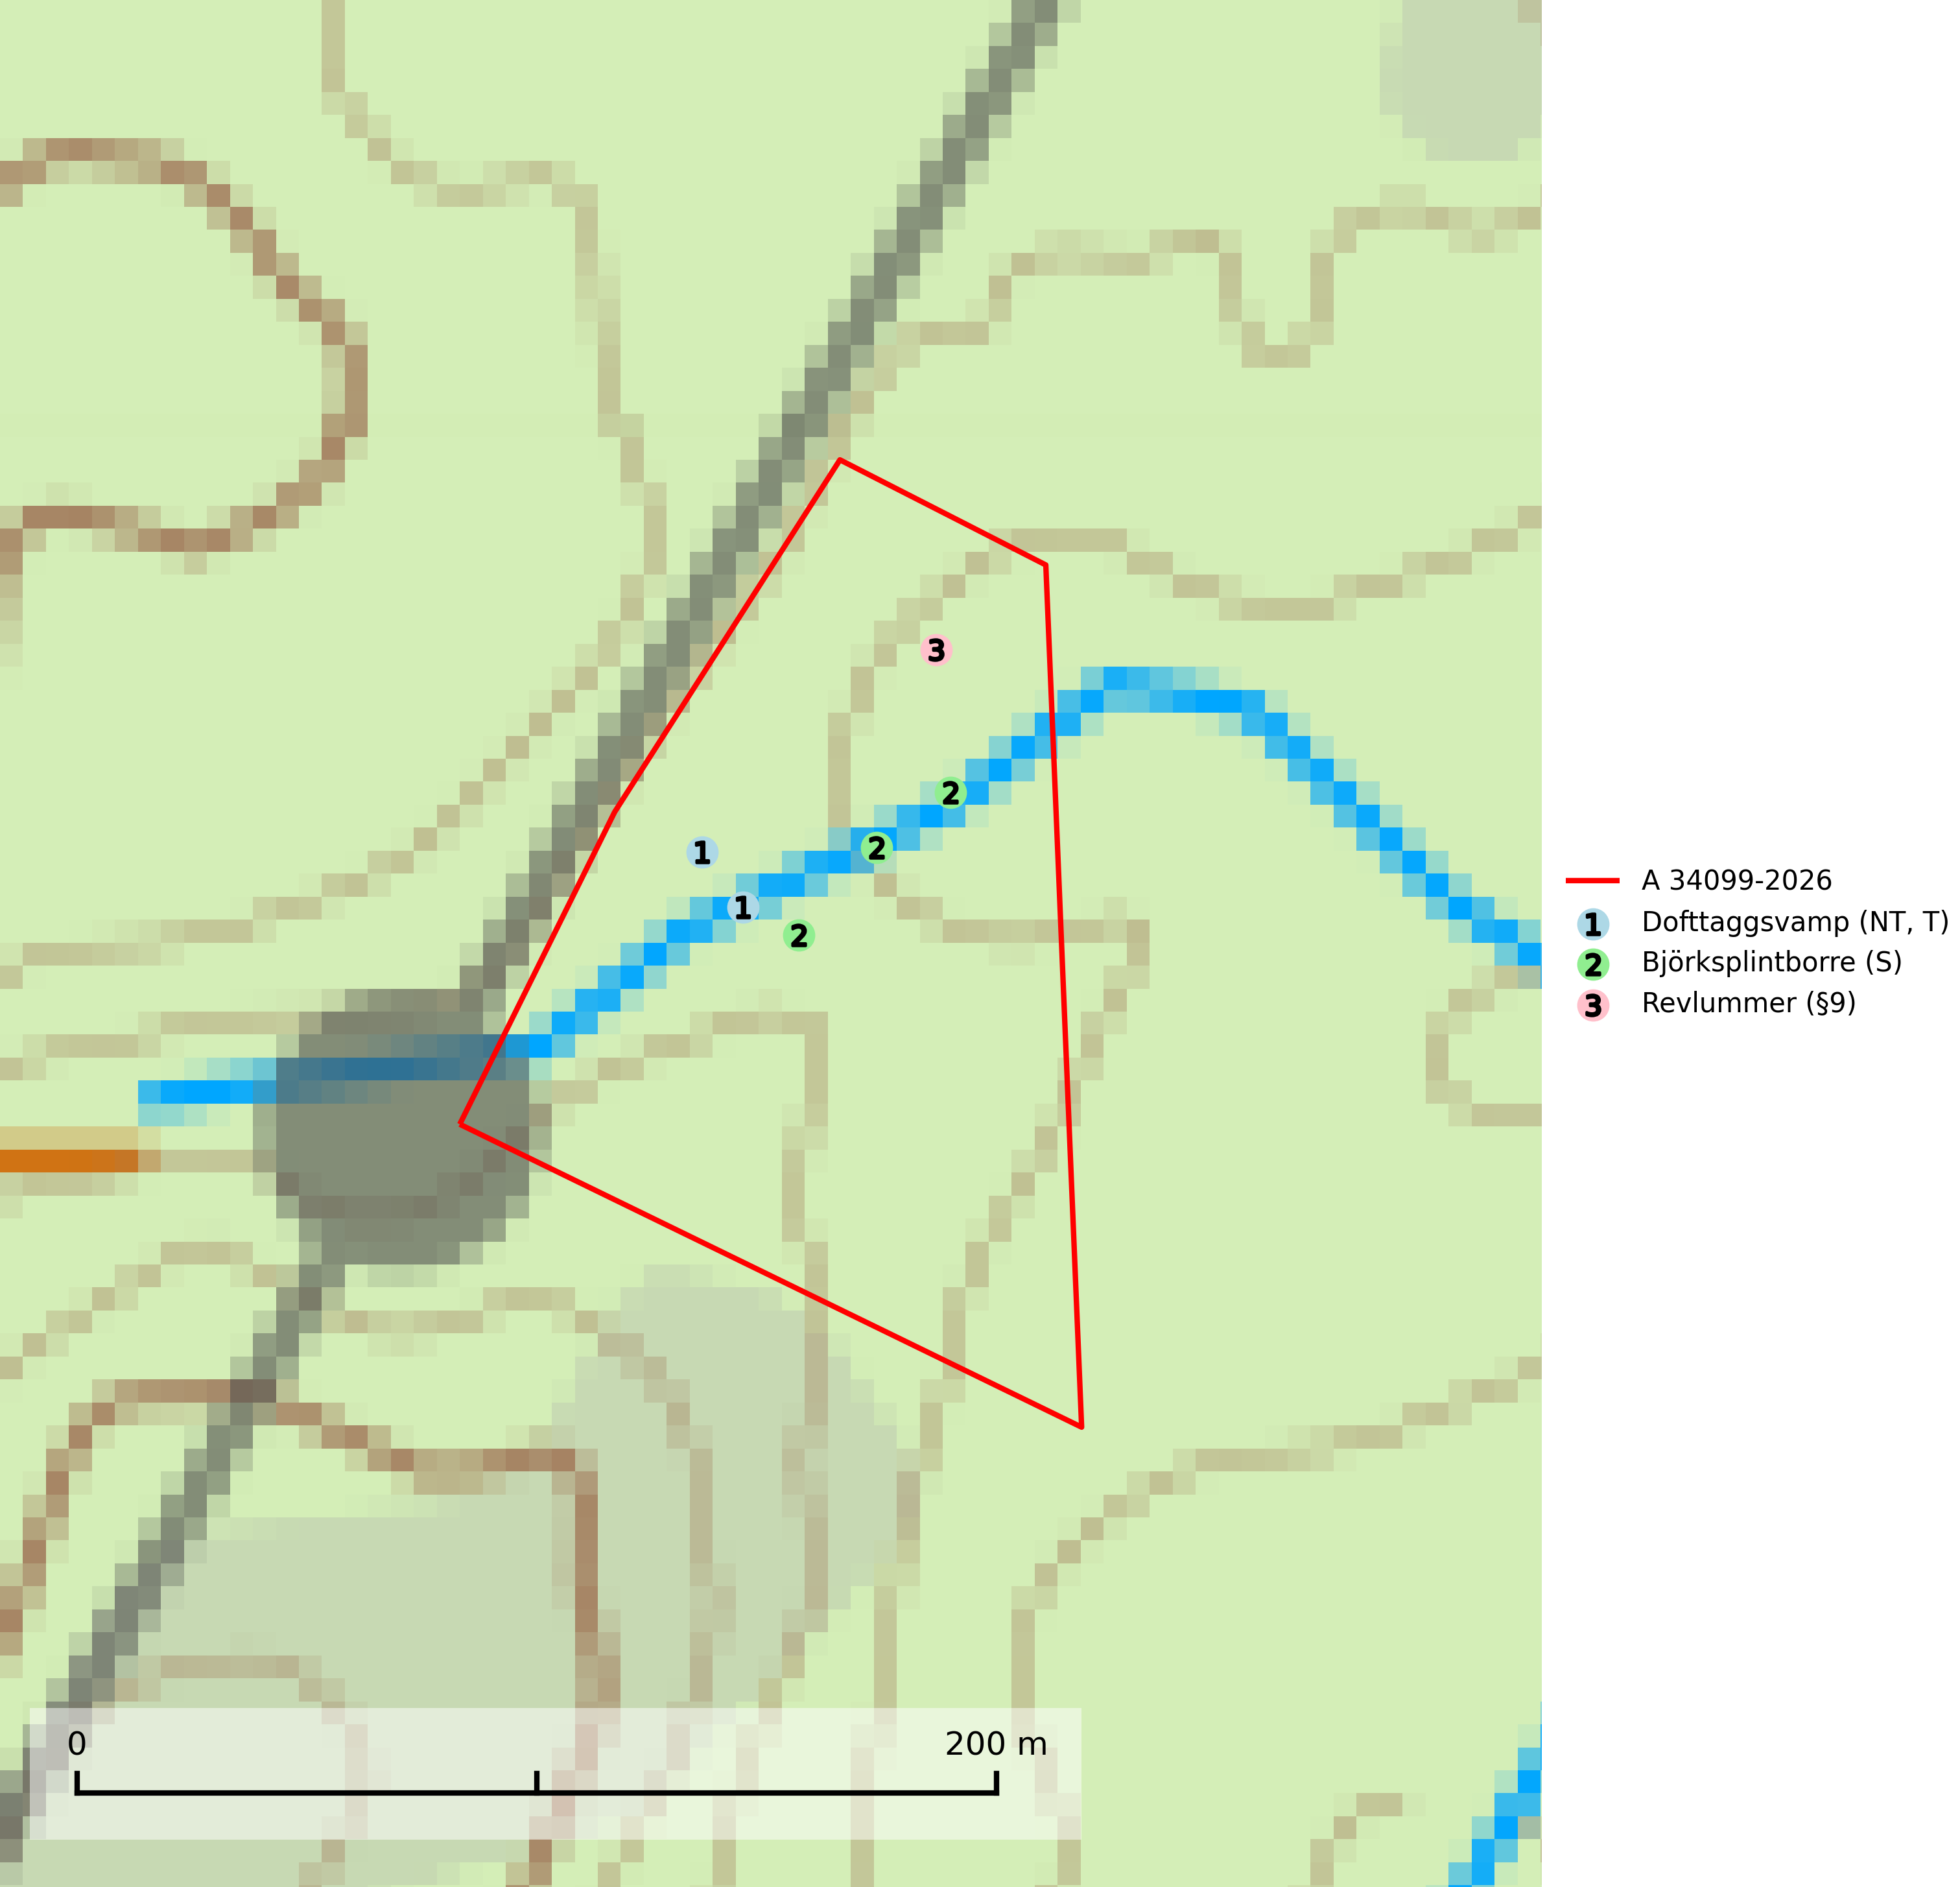 3
2
1
2
1
2
A 34099-2026
1 Dofttaggsvamp (NT, T)
2 Björksplintborre (S)
3 Revlummer (§9)
0 200 m